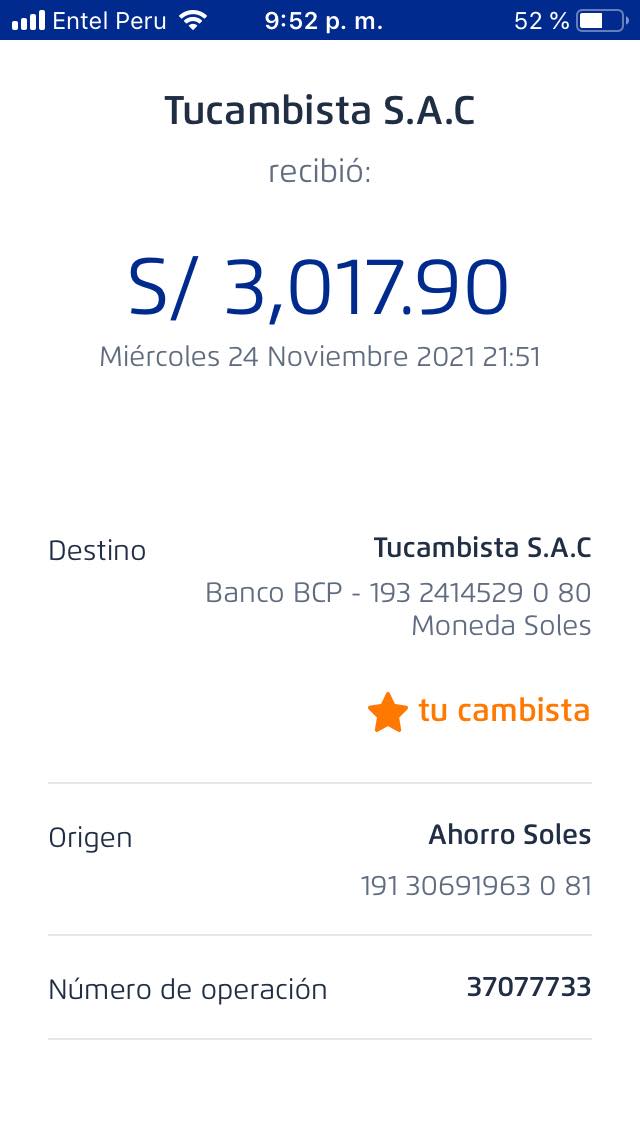 Entel Peru 9:52 p. m. 52 %
Tucambista S.A.C
recibió:
S/ 3,017.90
Miércoles 24 Noviembre 2021 21:51
Destino Tucambista S.A.C
Banco BCP - 193 2414529 0 80
Moneda Soles
tu cambista
Origen Ahorro Soles
191 30691963 0 81
Número de operación 37077733